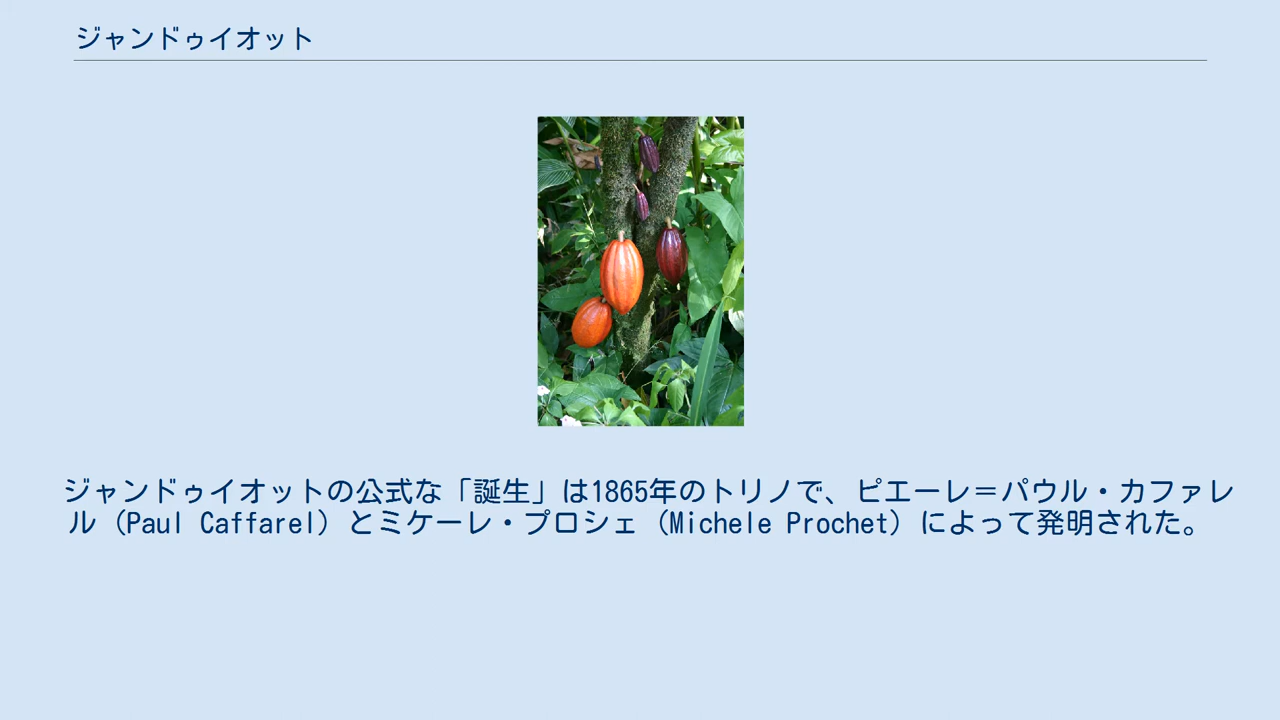 ジャンドゥイオット
ジャンドゥイオットの公式な「誕生」は1865年のトリノで、ピエーレ＝パウル・カファレ
ル（Paul Caffarel）とミケーレ・プロシェ（Michele Prochet）によって発明された。